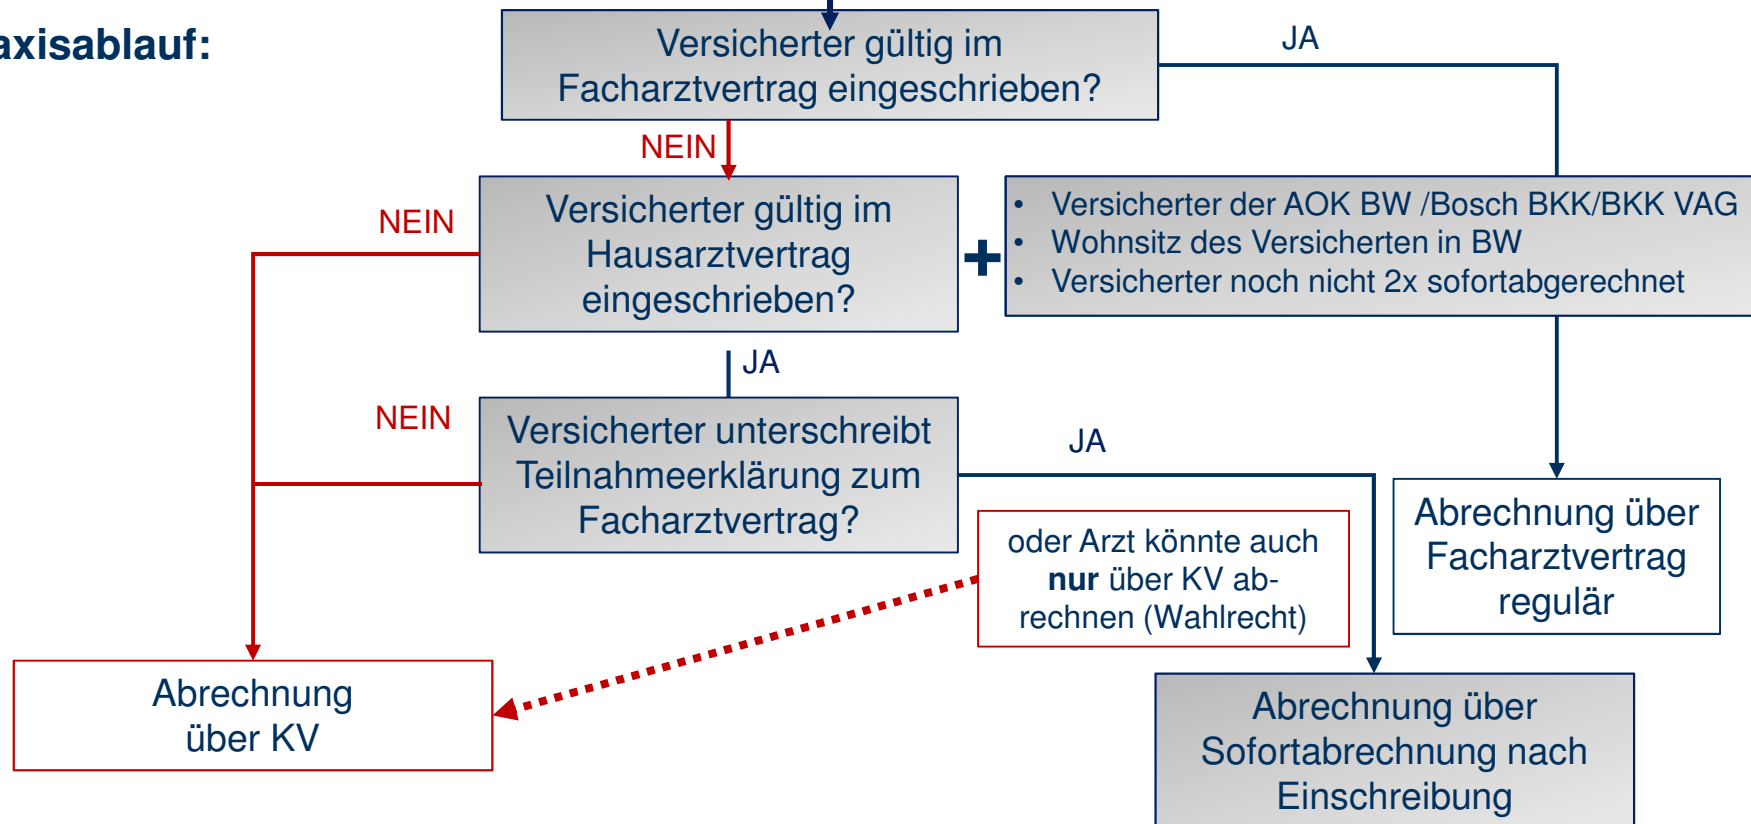 axisablauf:
Versicherter gültig im
Facharztvertrag eingeschrieben?
JA
NEIN
Versicherter gültig im
Hausarztvertrag
eingeschrieben?
NEIN
+
• Versicherter der AOK BW /Bosch BKK/BKK VAG
• Wohnsitz des Versicherten in BW
• Versicherter noch nicht 2x sofortabgerechnet
JA
NEIN
Versicherter unterschreibt
Teilnahmeerklärung zum
Facharztvertrag?
JA
oder Arzt könnte auch
nur über KV ab-
rechnen (Wahlrecht)
Abrechnung über
Facharztvertrag
regulär
Abrechnung
über KV
Abrechnung über
Sofortabrechnung nach
Einschreibung